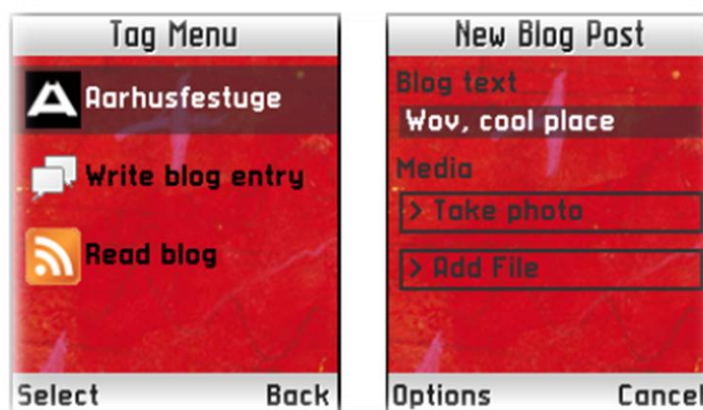 Tag Menu
Aarhusfestuge
Write blog entry
Read blog
Select Back
New Blog Post
Blog text
Wov, cool place
Media
> Take photo
> Add File
Options Cancel